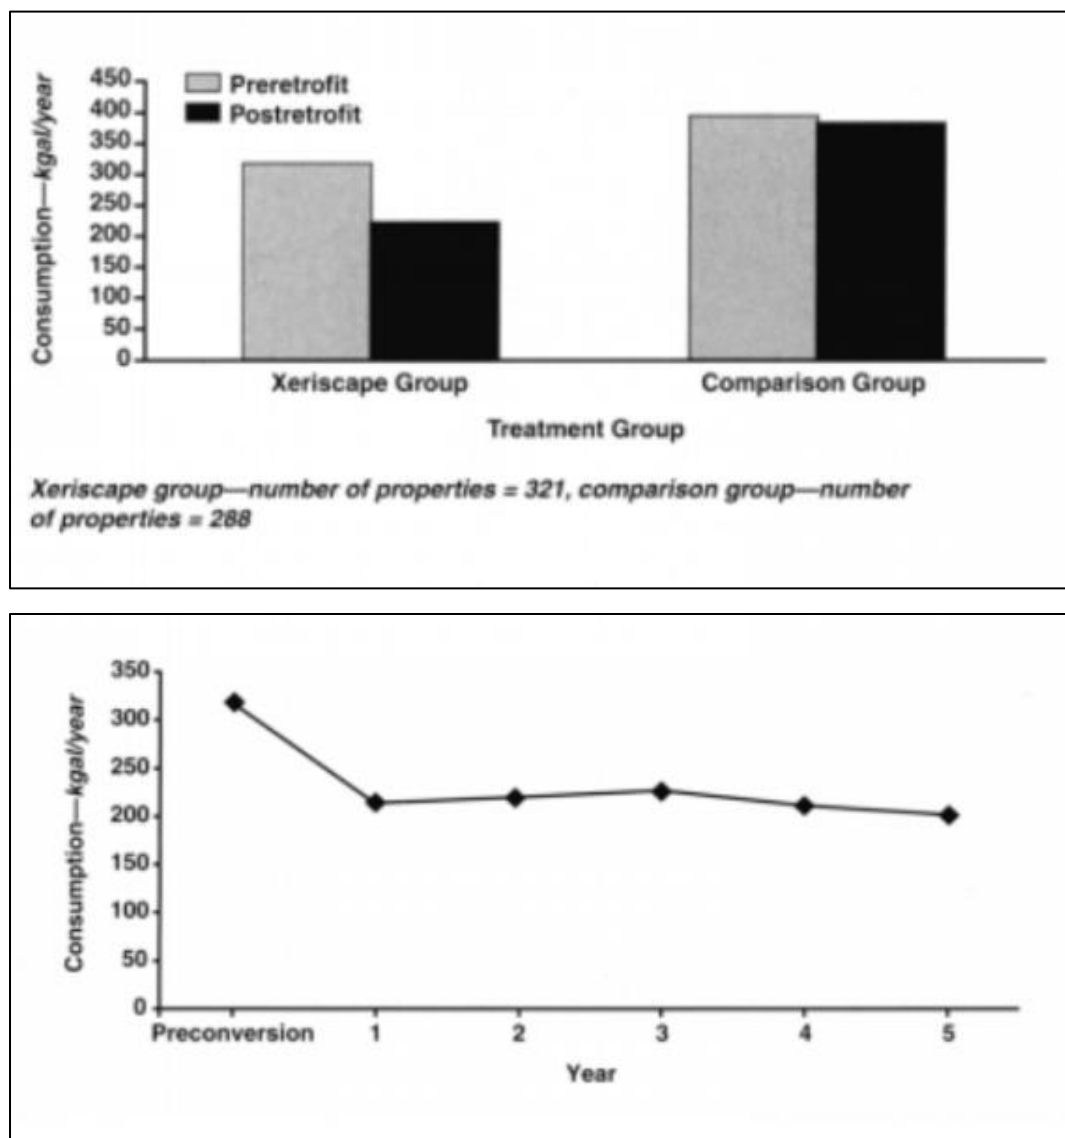 450
400
350
300
250
200
150
100
50
0
Consumption—kgal/year
Preretrofit
Postretrofit
Xeriscape Group Comparison Group
Treatment Group
Xeriscape group—number of properties = 321, comparison group—number
of properties = 288
350
300
250
200
150
100
50
0
Consumption—kgal/year
Preconversion 1 2 3 4 5
Year